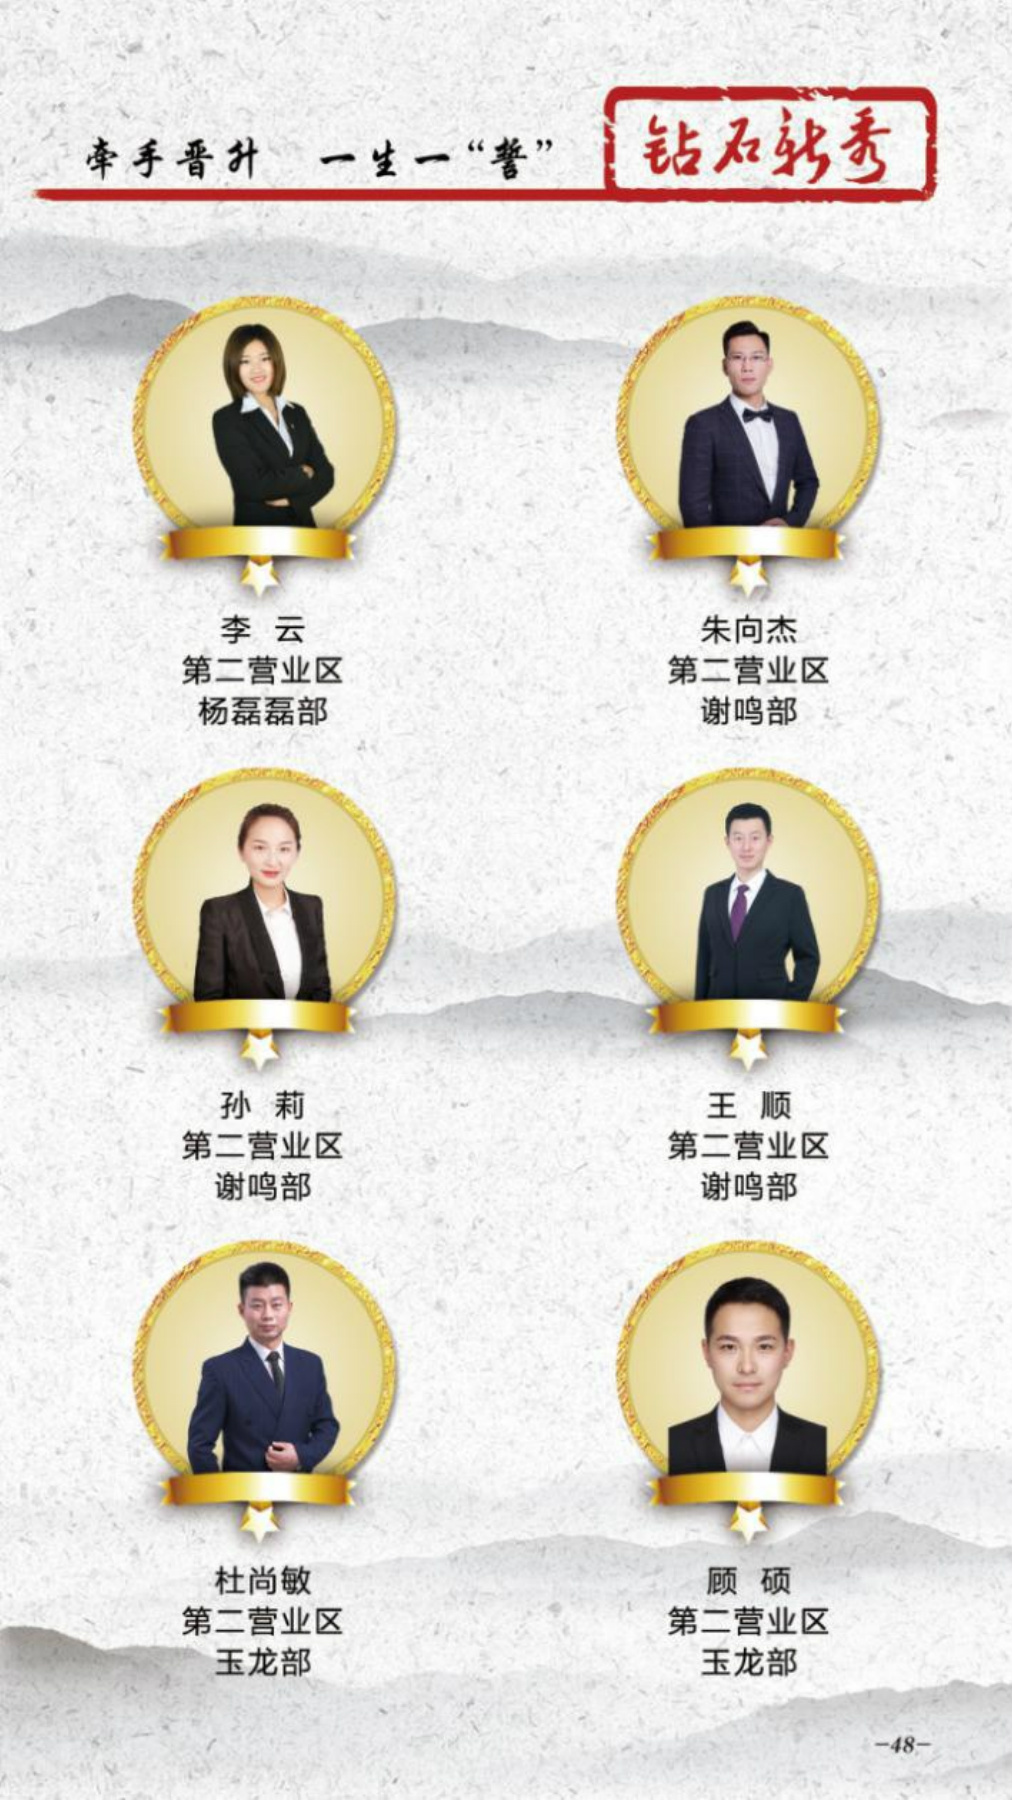 牵手晋升 一生一“誓”
钻石新秀
李 云
第二营业区
杨磊磊部
朱向杰
第二营业区
谢鸣部
孙 莉
第二营业区
谢鸣部
王 顺
第二营业区
谢鸣部
杜尚敏
第二营业区
玉龙部
顾 硕
第二营业区
玉龙部
-48-